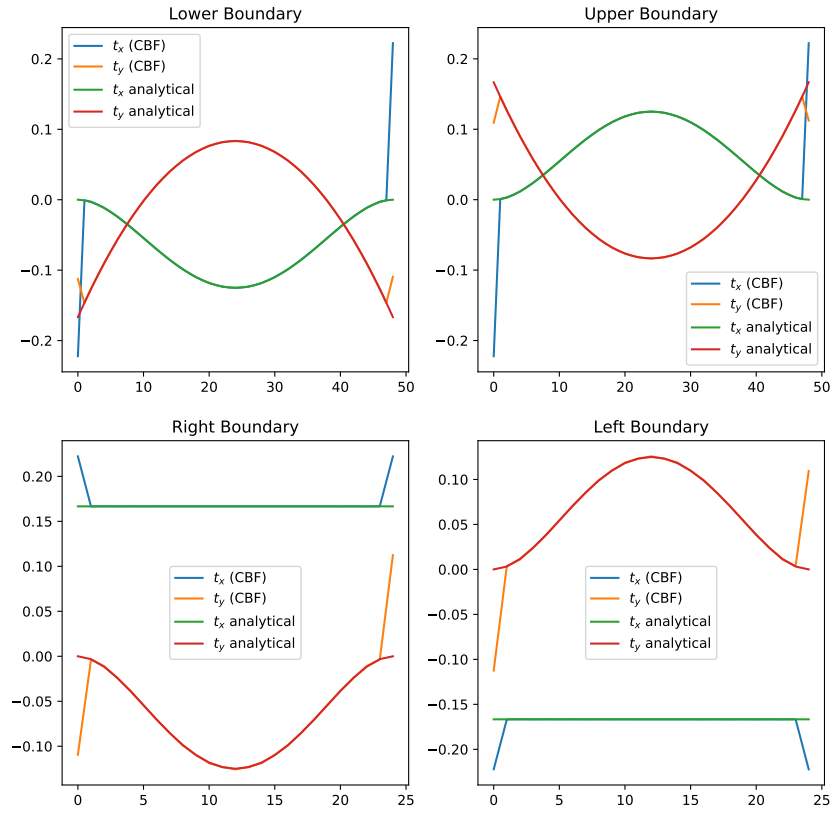 Lower Boundary
t_x (CBF)
t_y (CBF)
t_x analytical
t_y analytical
0.2
0.1
0.0
−0.1
−0.2
0 10 20 30 40 50
Upper Boundary
0.2
0.1
0.0
−0.1
−0.2
t_x (CBF)
t_y (CBF)
t_x analytical
t_y analytical
0 10 20 30 40 50
Right Boundary
0.20
0.15
0.10
0.05
0.00
−0.05
−0.10
t_x (CBF)
t_y (CBF)
t_x analytical
t_y analytical
0 5 10 15 20 25
Left Boundary
0.10
0.05
0.00
−0.05
−0.10
−0.15
−0.20
t_x (CBF)
t_y (CBF)
t_x analytical
t_y analytical
0 5 10 15 20 25